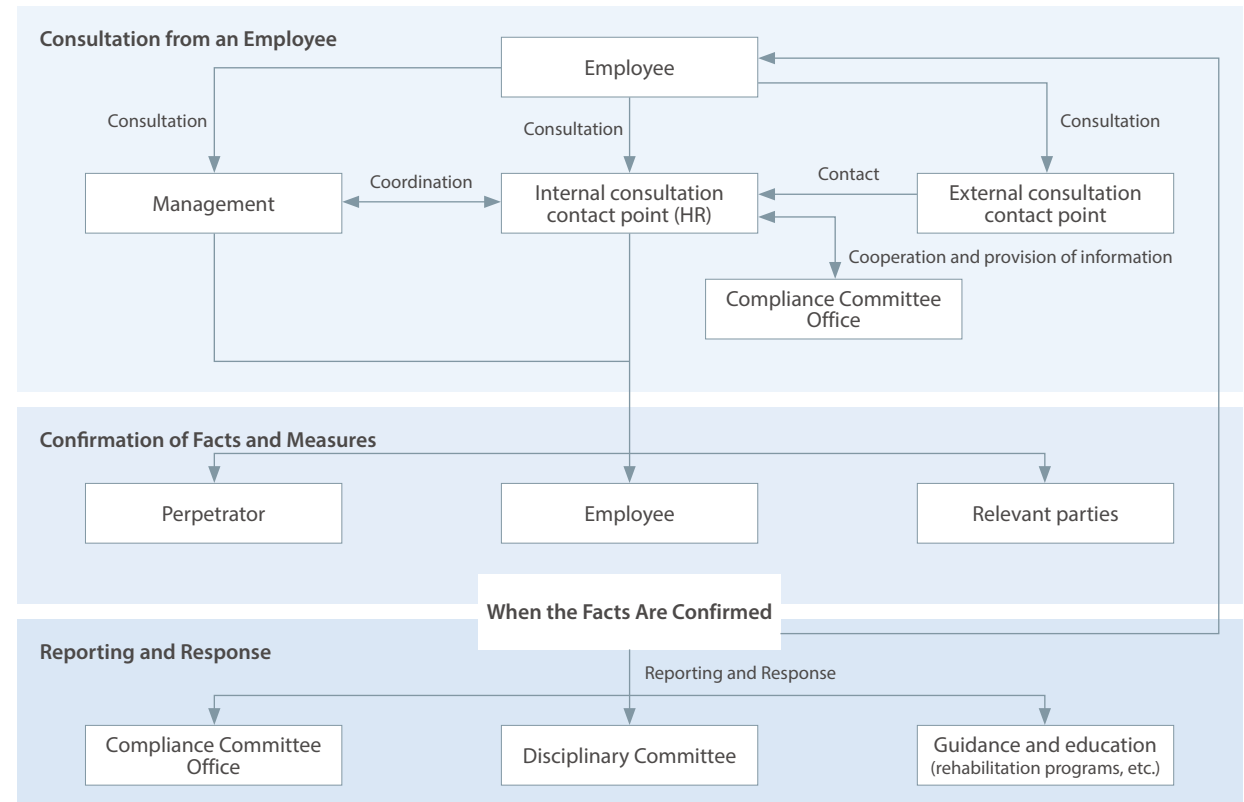 Consultation from an Employee
Employee
Consultation
Consultation
Consultation
Management
Coordination
Internal consultation
contact point (HR)
Contact
External consultation
contact point
Cooperation and provision of information
Compliance Committee
Office
Confirmation of Facts and Measures
Perpetrator
Employee
Relevant parties
When the Facts Are Confirmed
Reporting and Response
Reporting and Response
Compliance Committee
Office
Disciplinary Committee
Guidance and education
(rehabilitation programs, etc.)